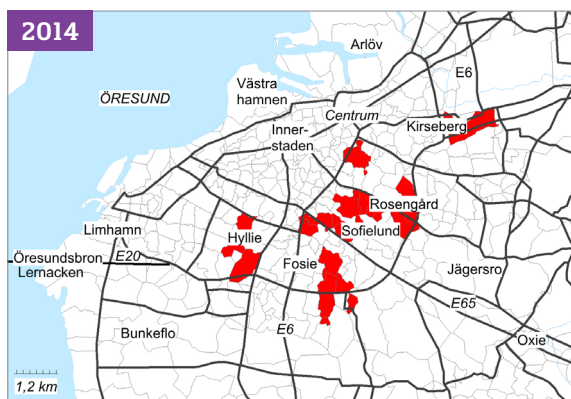 2014
Arlöv
E6
Västra
hamnen
ÖRESUND
Centrum
Kirseberg
Inner-
staden
Rosengård
Limhamn
Hyllie
Sofielund
Öresundsbron
Lernacken
E20
Fosie
Jägersro
E65
Bunkeflo
E6
Oxie
1,2 km